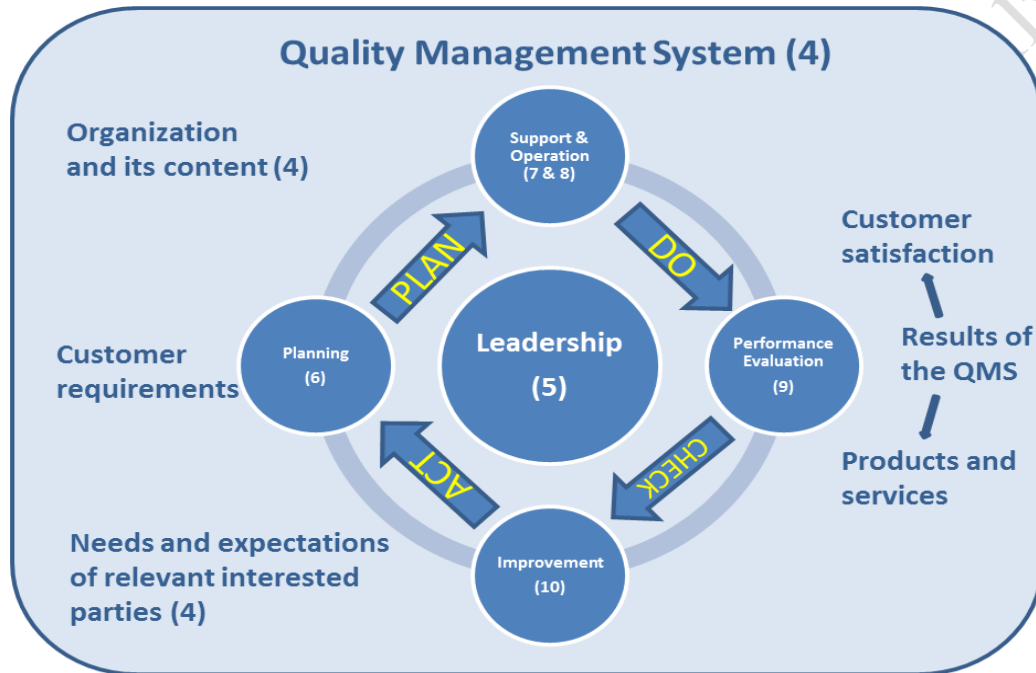 Quality Management System (4)
Organization
and its content (4)
Support &
Operation
(7 & 8)
PLAN
DO
Customer
satisfaction
Customer
requirements
Planning
(6)
Leadership
(5)
Performance
Evaluation
(9)
Results of
the QMS
ACT
CHECK
Products and
services
Needs and expectations
of relevant interested
parties (4)
Improvement
(10)